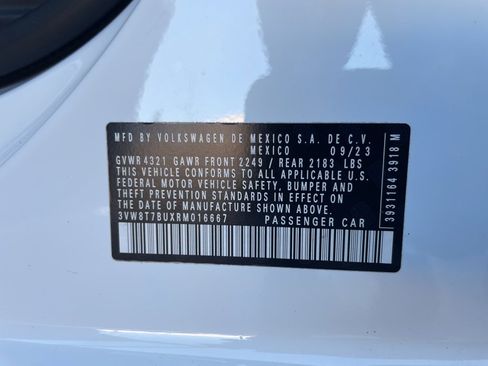 MFD BY VOLKSWAGEN DE MEXICO S.A. DE C.V.
MEXICO 09/23
GVWR 4321 GAWR FRONT 2249 / REAR 2183 LBS
THIS VEHICLE CONFORMS TO ALL APPLICABLE U.S.
FEDERAL MOTOR VEHICLE SAFETY, BUMPER AND
THEFT PREVENTION STANDARDS IN EFFECT ON THE
DATE OF MANUFACTURE SHOWN ABOVE.
3VW8T7BUXRM016667 PASSENGER CAR
3931164 3918 M